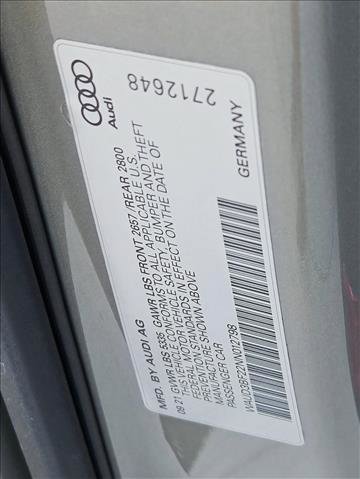 Audi
2712648
MFD. BY AUDI AG
GERMANY
09.21 GVWR LBS 5335 GAWR LBS FRONT 2657/REAR 2800
THIS VEHICLE CONFORMS TO ALL APPLICABLE U.S.
FEDERAL MOTOR VEHICLE SAFETY, BUMPER AND THEFT
PREVENTION STANDARDS IN EFFECT ON THE DATE OF
MANUFACTURE SHOWN ABOVE
PASSENGER CAR
WAUD3BF22NN012798